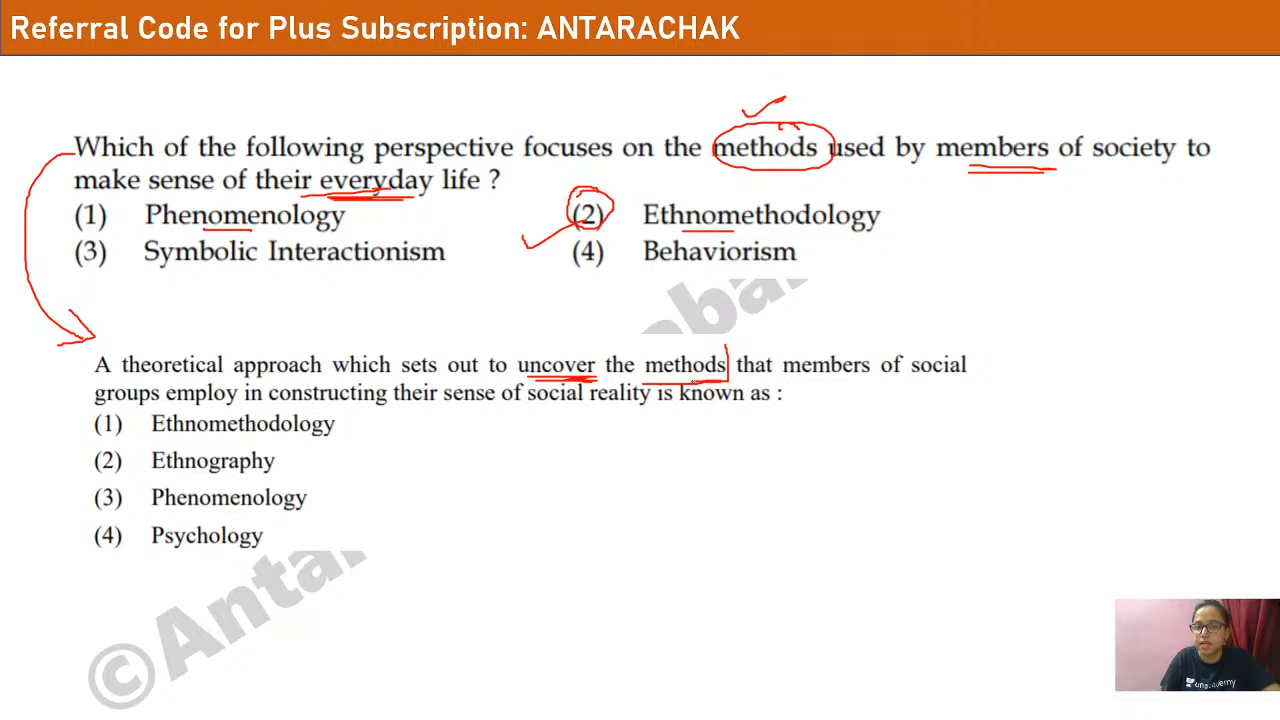 Referral Code for Plus Subscription: ANTARACHAK
Which of the following perspective focuses on the methods used by members of society to
make sense of their everyday life ?
(1) Phenomenology (2) Ethnomethodology
(3) Symbolic Interactionism (4) Behaviorism
A theoretical approach which sets out to uncover the methods that members of social
groups employ in constructing their sense of social reality is known as :
(1) Ethnomethodology
(2) Ethnography
(3) Phenomenology
(4) Psychology
unacademy